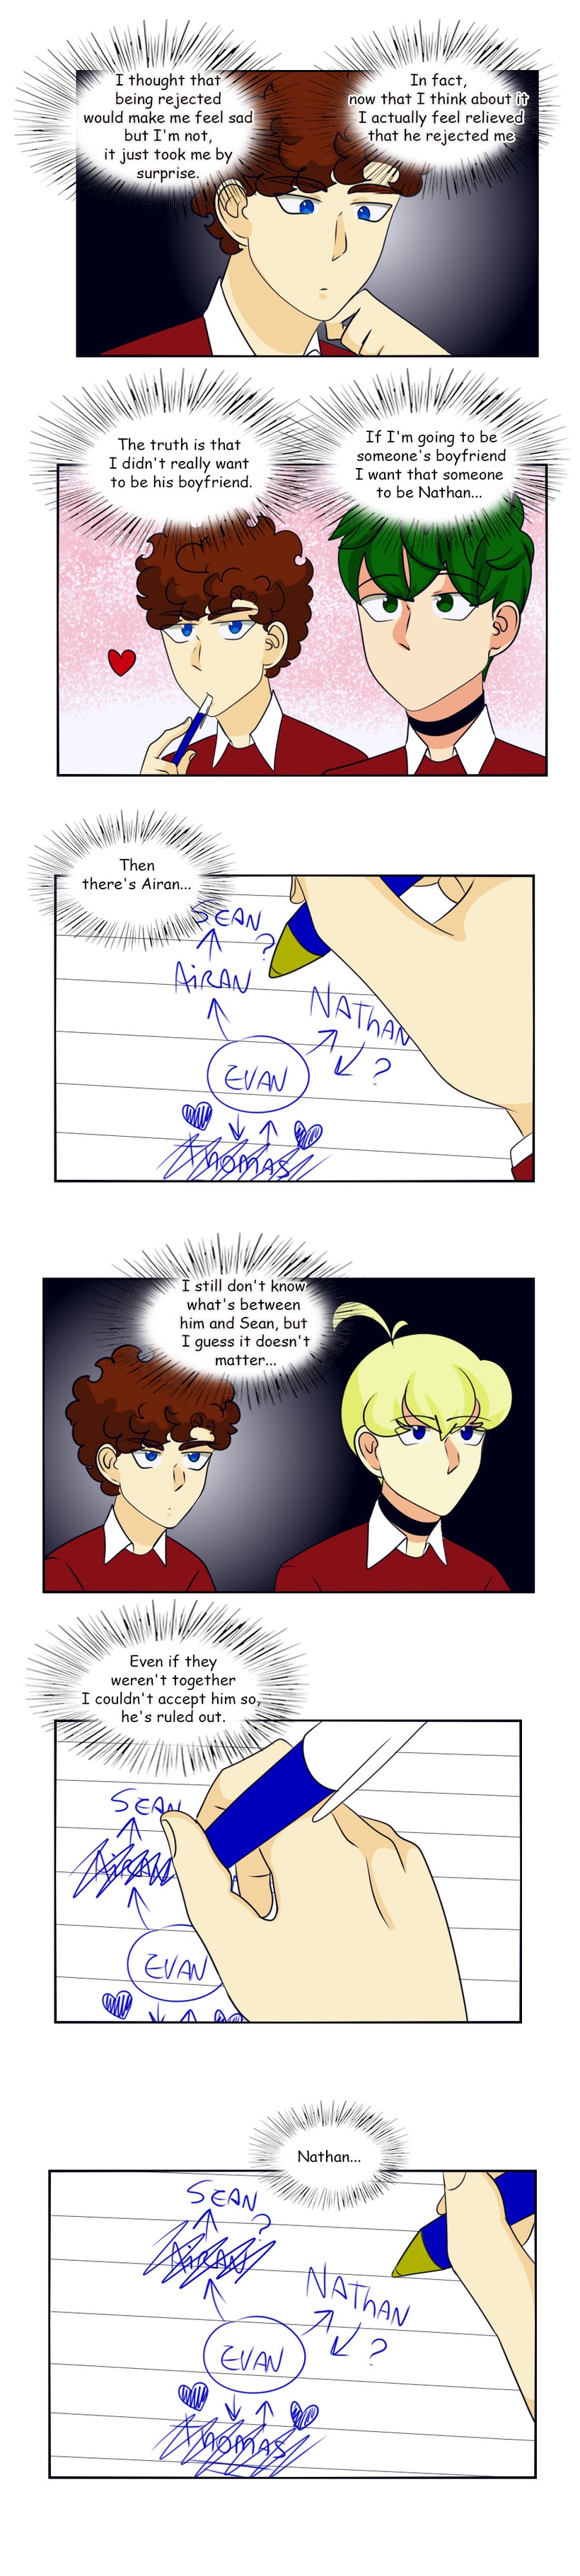 I thought that
being rejected
would make me feel sad
but I'm not,
it just took me by
surprise.
In fact,
now that I think about it
I actually feel relieved
that he rejected me
The truth is that
I didn't really want
to be his boyfriend.
If I'm going to be
someone's boyfriend
I want that someone
to be Nathan...
Then
there's Airan...
SEAN
?
AiRAN
NAThAN
?
EVAN
ThOMAS
I still don't know
what's between
him and Sean, but
I guess it doesn't
matter...
Even if they
weren't together
I couldn't accept him so,
he's ruled out.
SEAN
AiRAN
EVAN
Nathan...
SEAN
?
AiRAN
NAThAN
?
EVAN
ThOMAS